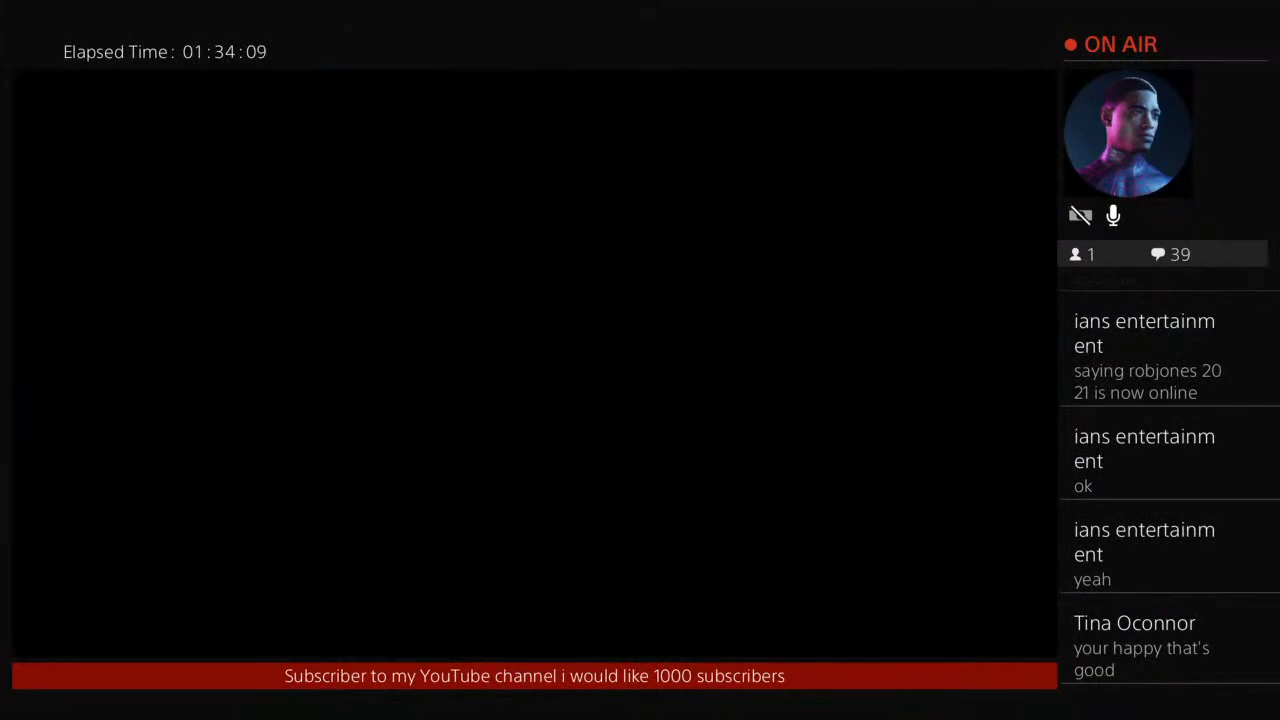 Elapsed Time: 01:34:09
ON AIR
1
39
ians entertainm
ent
saying robjones 20
21 is now online
ians entertainm
ent
ok
ians entertainm
ent
yeah
Tina Oconnor
your happy that's
good
Subscriber to my YouTube channel i would like 1000 subscribers